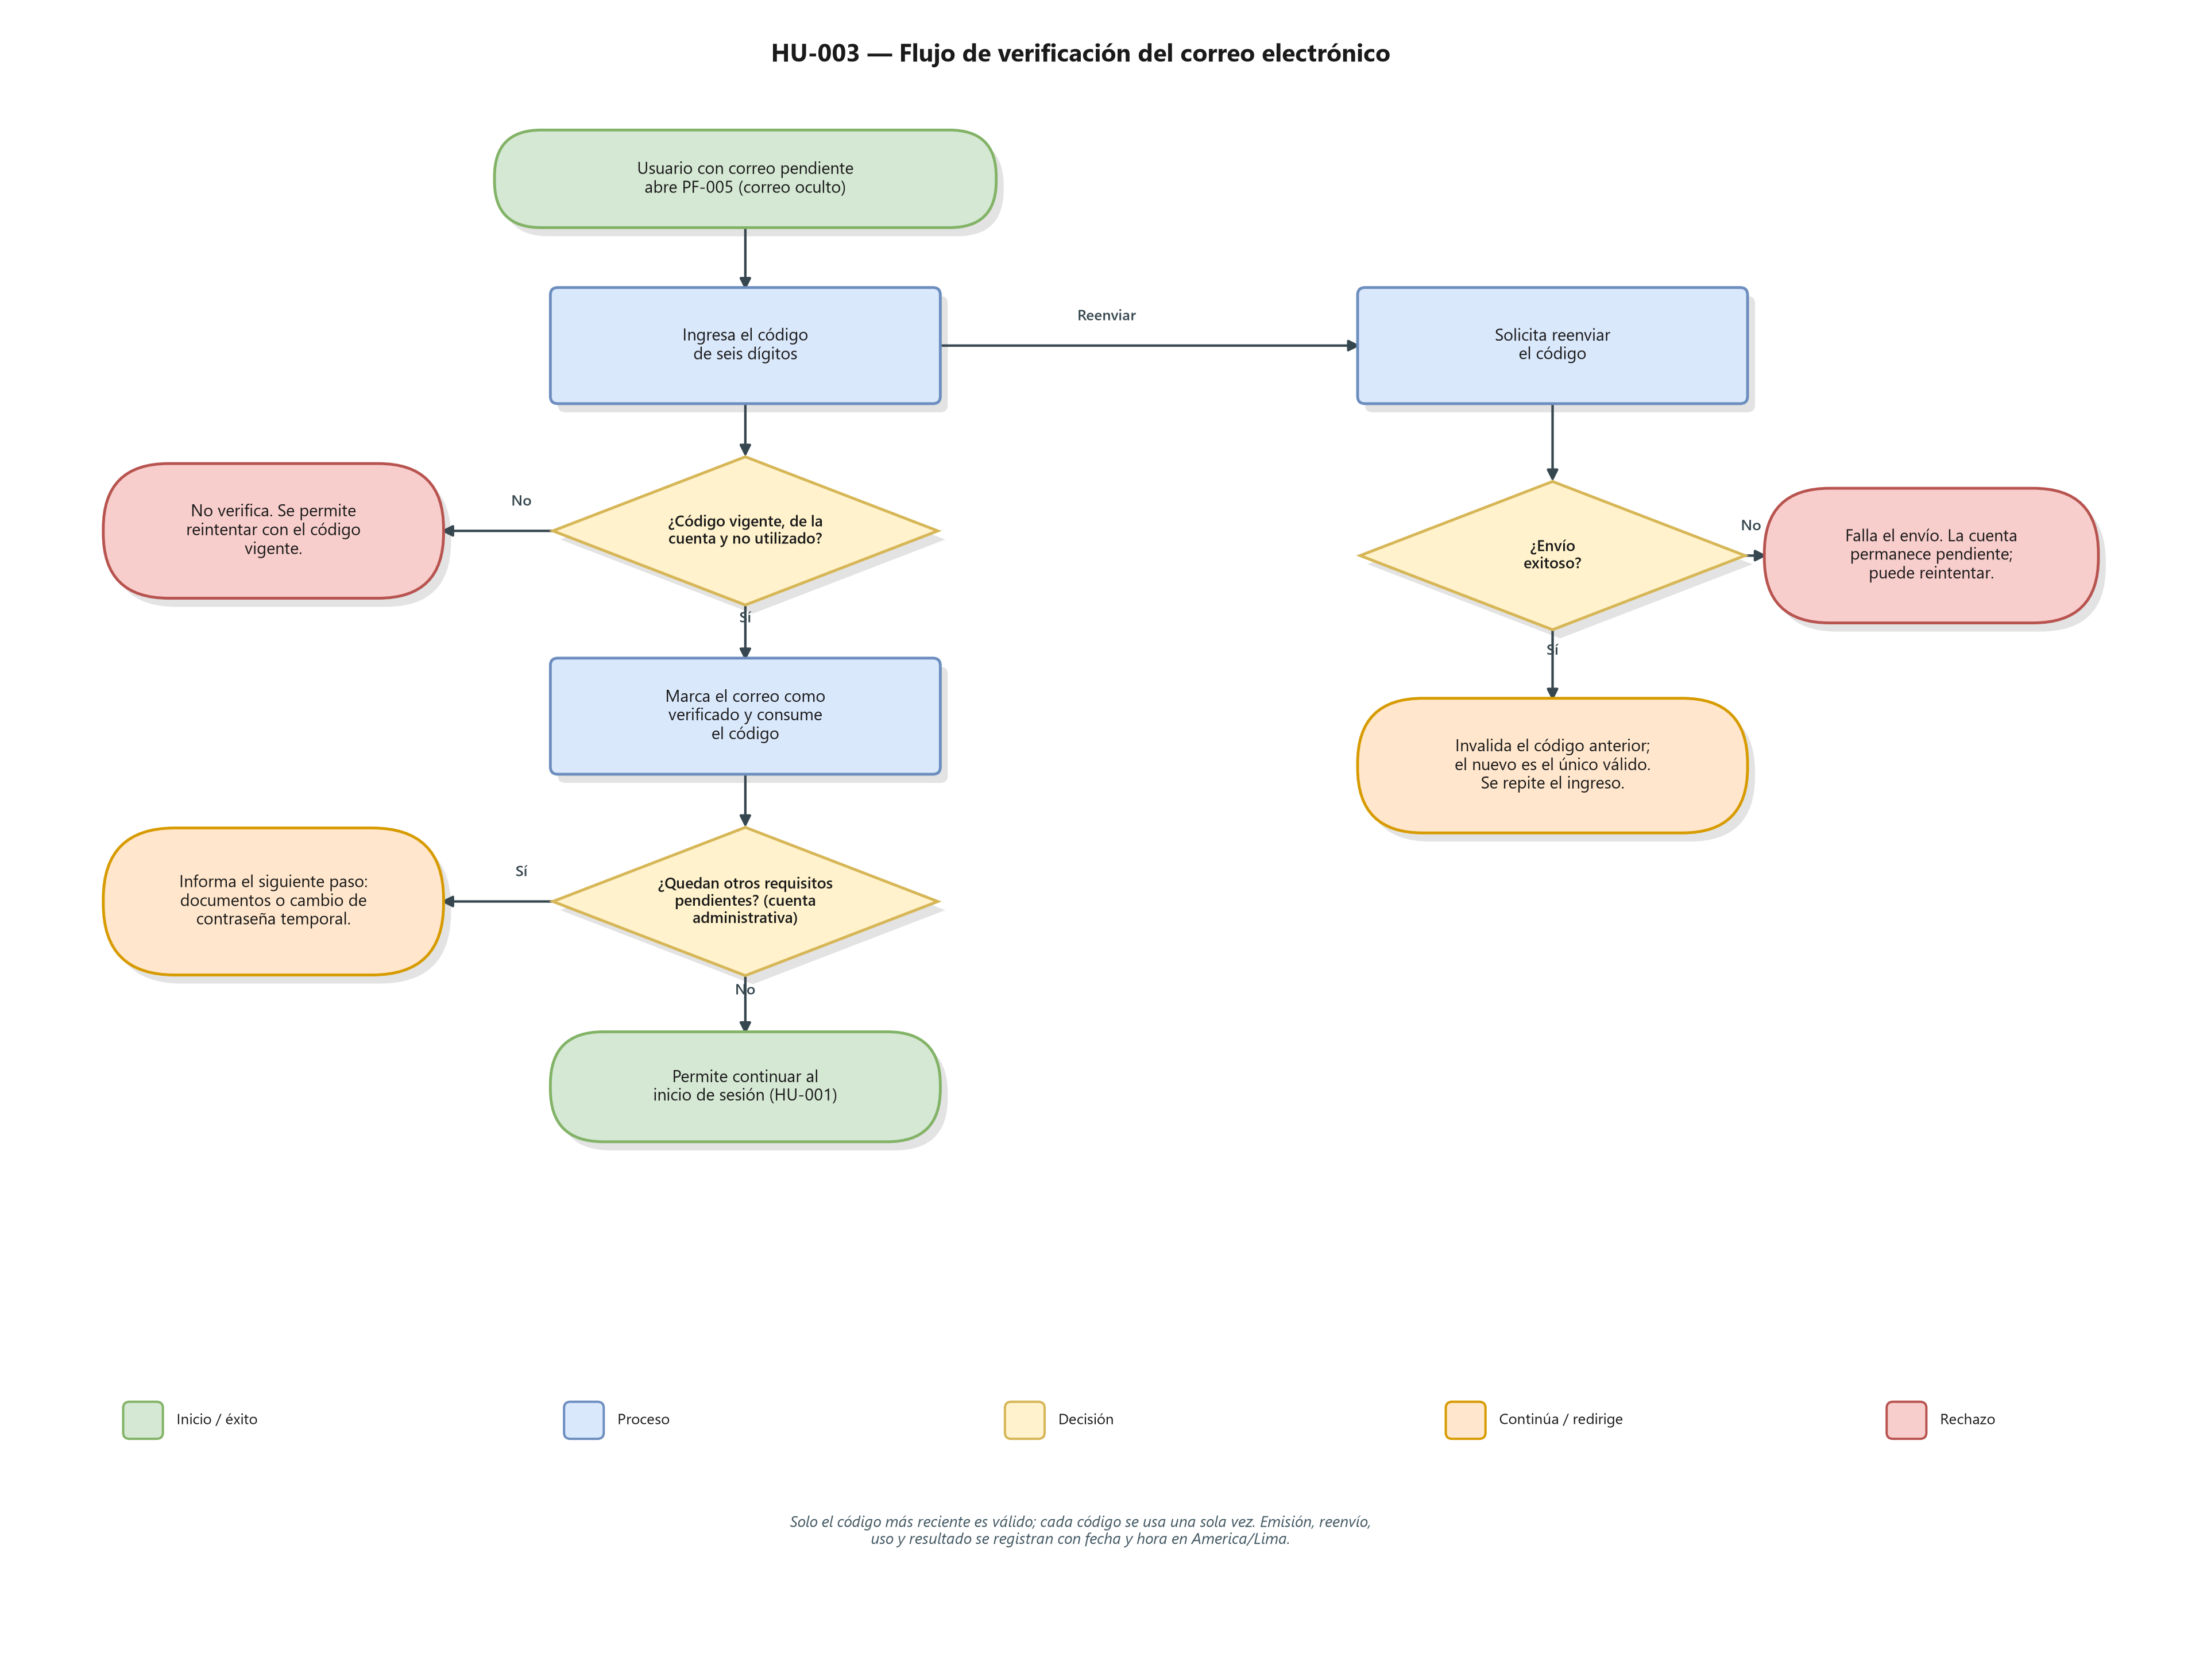 HU-003 — Flujo de verificación del correo electrónico
Usuario con correo pendiente
abre PF-005 (correo oculto)
Ingresa el código
de seis dígitos
Reenviar
Solicita reenviar
el código
No
No verifica. Se permite
reintentar con el código
vigente.
¿Código vigente, de la
cuenta y no utilizado?
Sí
¿Envío
exitoso?
No
Falla el envío. La cuenta
permanece pendiente;
puede reintentar.
Sí
Marca el correo como
verificado y consume
el código
Invalida el código anterior;
el nuevo es el único válido.
Se repite el ingreso.
Sí
Informa el siguiente paso:
documentos o cambio de
contraseña temporal.
¿Quedan otros requisitos
pendientes? (cuenta
administrativa)
No
Permite continuar al
inicio de sesión (HU-001)
Inicio / éxito
Proceso
Decisión
Continúa / redirige
Rechazo
Solo el código más reciente es válido; cada código se usa una sola vez. Emisión, reenvío,
uso y resultado se registran con fecha y hora en America/Lima.